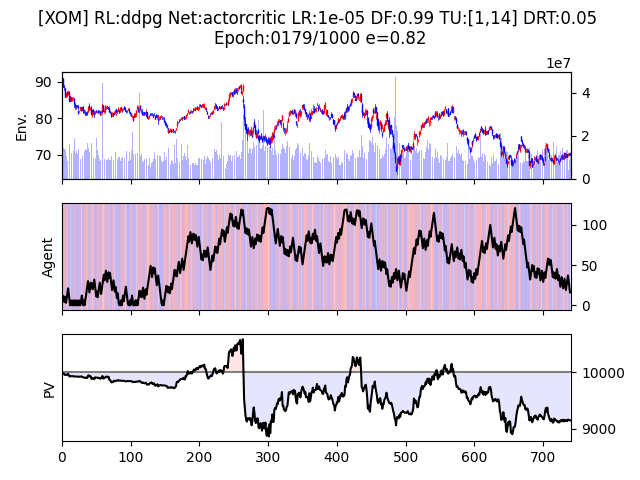 [XOM] RL:ddpg Net:actorcritic LR:1e-05 DF:0.99 TU:[1,14] DRT:0.05
Epoch:0179/1000 e=0.82
1e7
Env.
90
80
70
4
2
0
Agent
100
50
0
PV
10000
9000
0 100 200 300 400 500 600 700